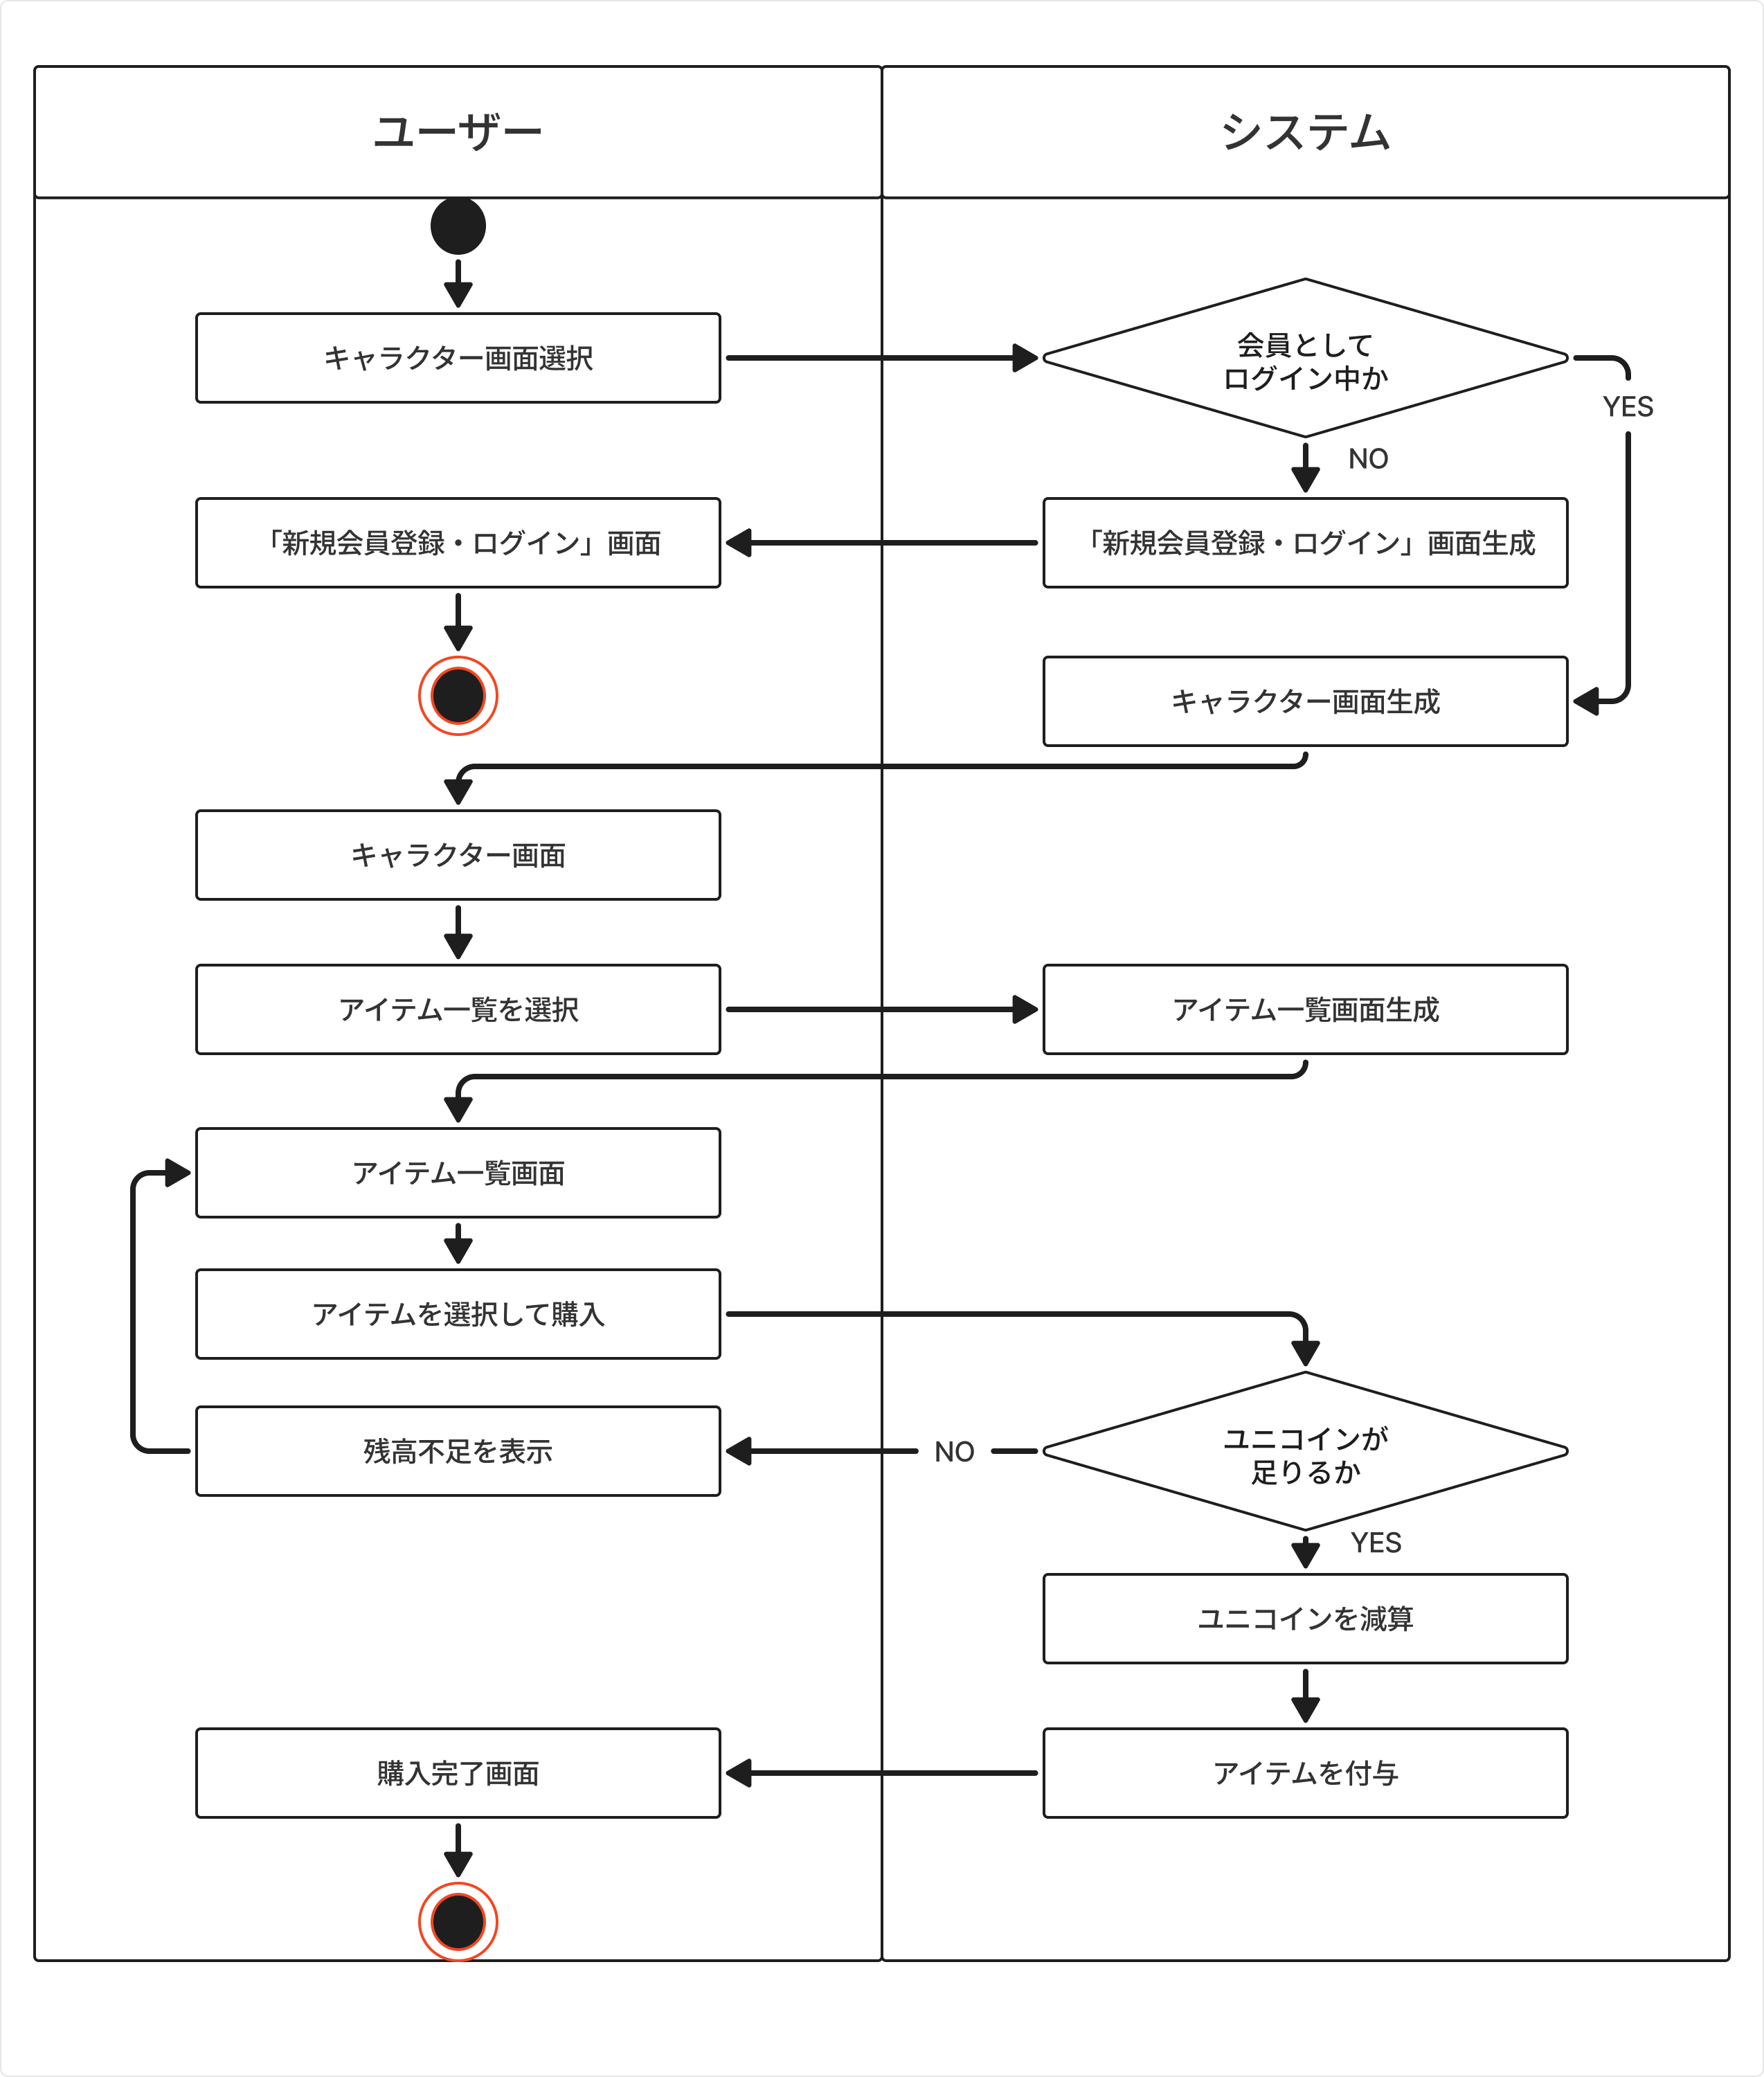 ユーザー
システム
キャラクター画面選択
会員として
ログイン中か
YES
NO
「新規会員登録・ログイン」画面
「新規会員登録・ログイン」画面生成
キャラクター画面生成
キャラクター画面
アイテム一覧を選択
アイテム一覧画面生成
アイテム一覧画面
アイテムを選択して購入
残高不足を表示
NO
ユニコインが
足りるか
YES
ユニコインを減算
購入完了画面
アイテムを付与